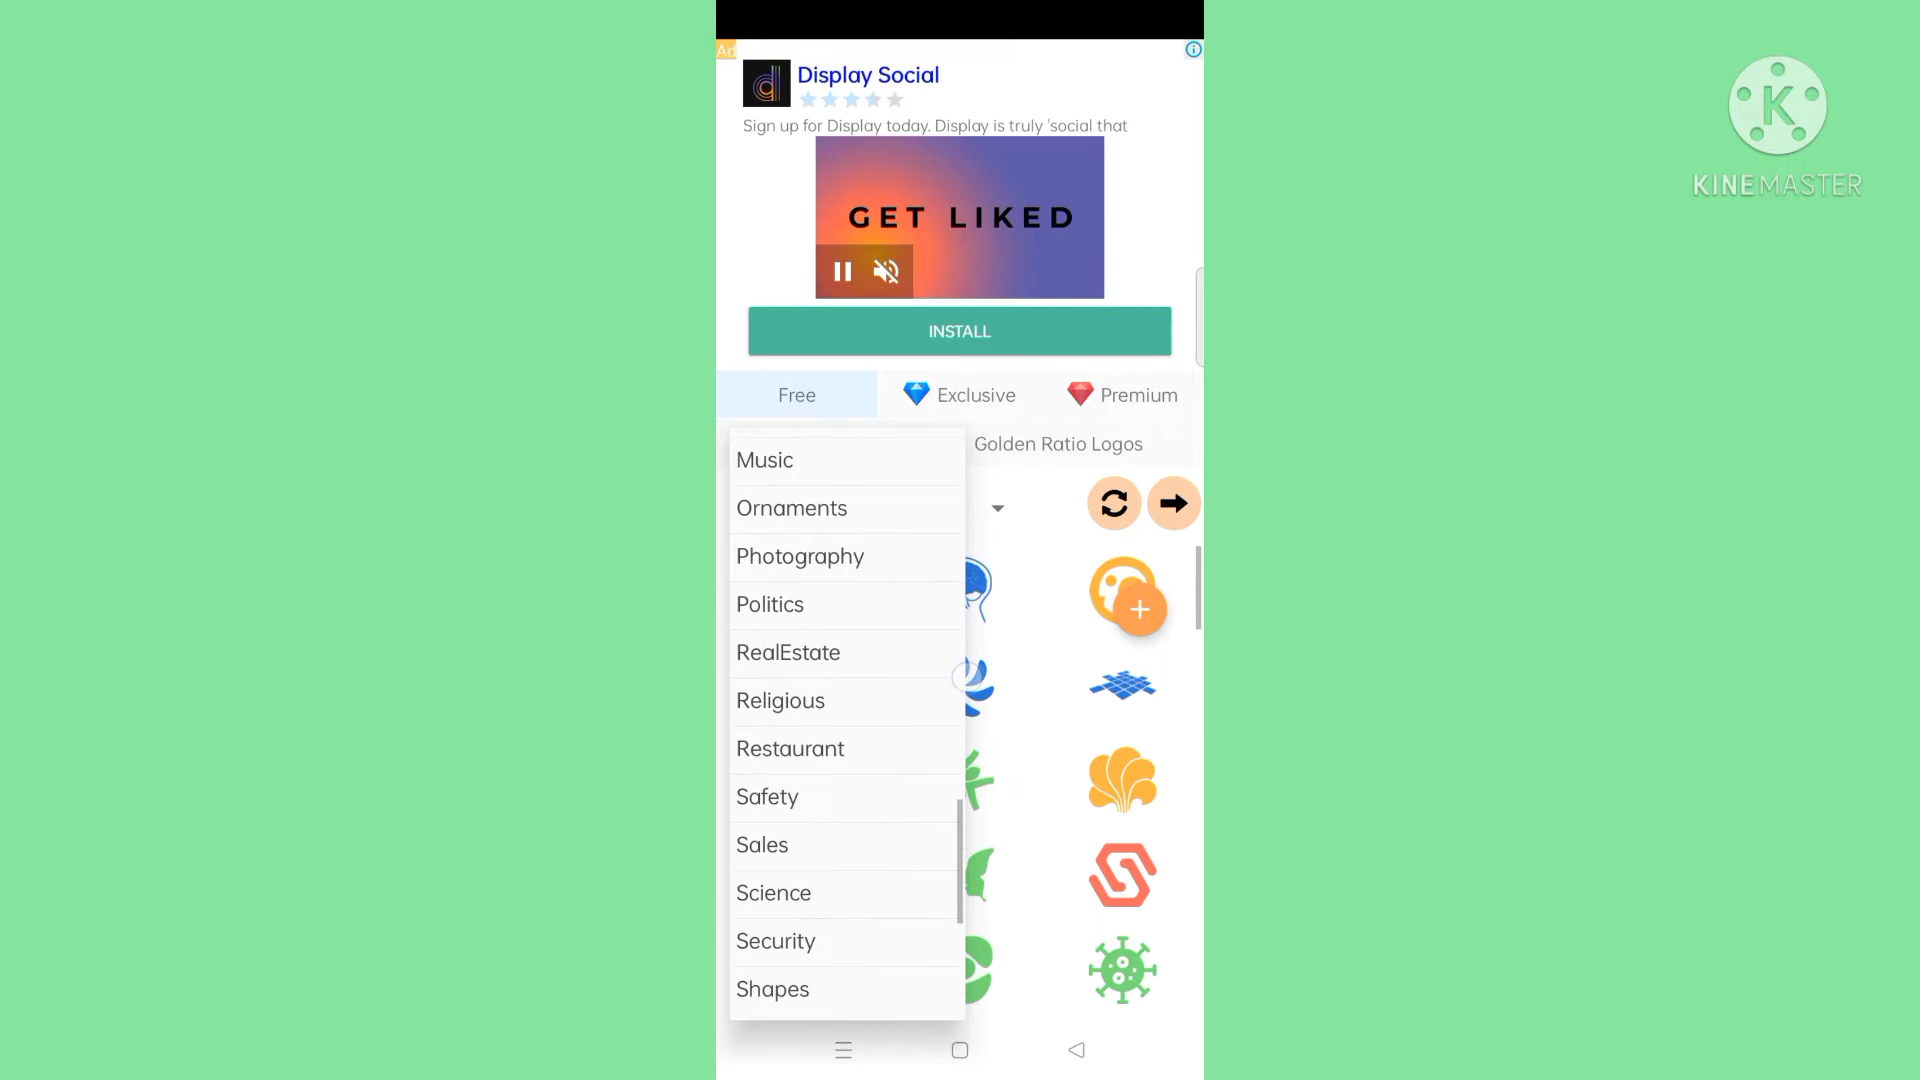 Ad
Display Social
Sign up for Display today. Display is truly 'social that
GET LIKED
INSTALL
Free
Exclusive
Premium
Golden Ratio Logos
Music
Ornaments
Photography
Politics
RealEstate
Religious
Restaurant
Safety
Sales
Science
Security
Shapes
K
KINEMASTER